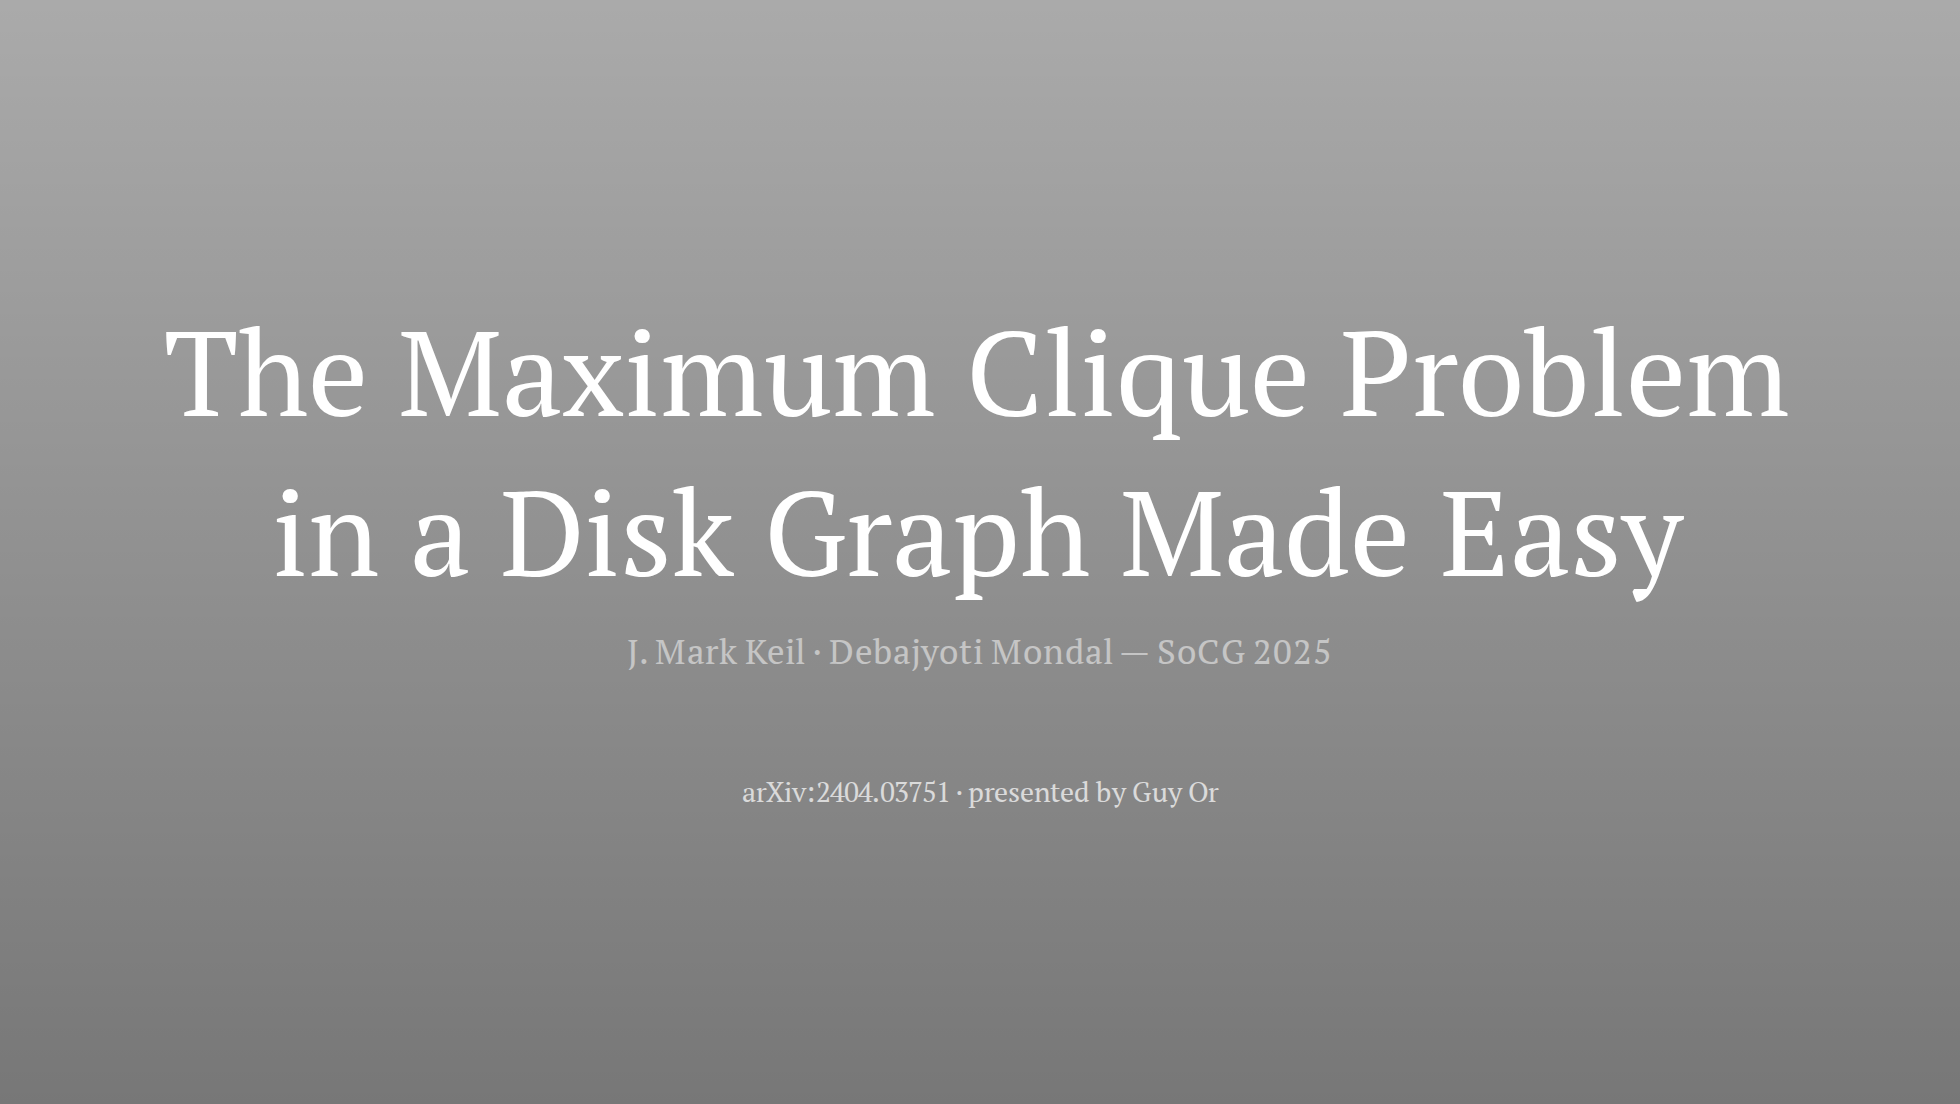 The Maximum Clique Problem
in a Disk Graph Made Easy
J. Mark Keil · Debajyoti Mondal — SoCG 2025
arXiv:2404.03751 · presented by Guy Or